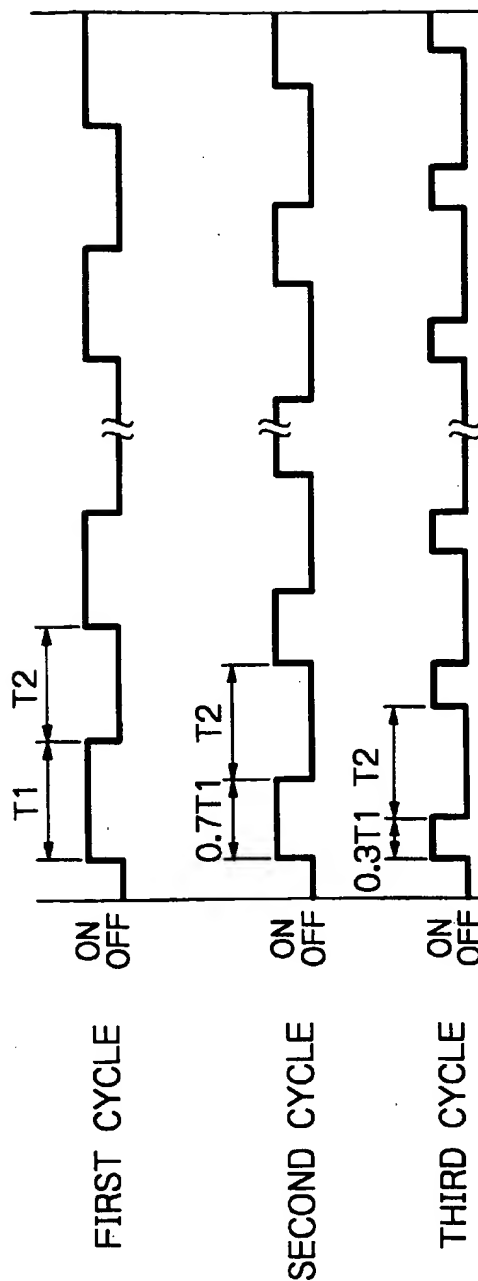 FIRST CYCLE
ON
OFF
T1
T2
SECOND CYCLE
ON
OFF
0.7T1
T2
THIRD CYCLE
ON
OFF
0.3T1
T2